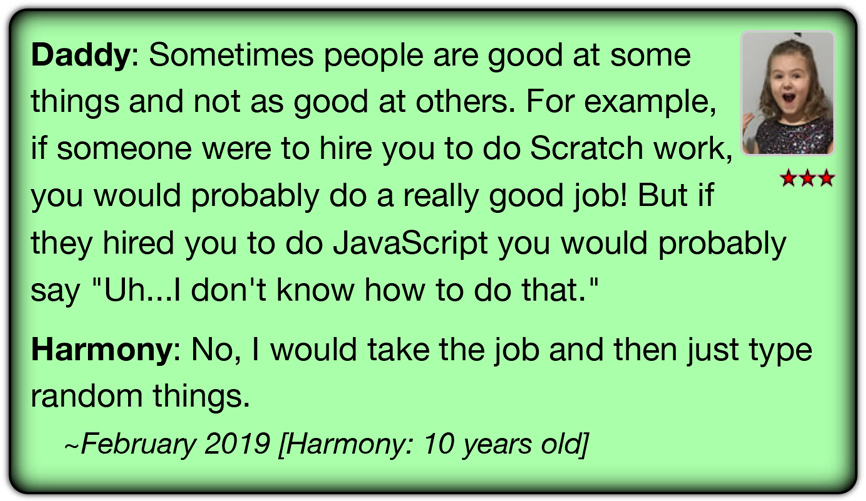 Daddy: Sometimes people are good at some
things and not as good at others. For example,
if someone were to hire you to do Scratch work,
you would probably do a really good job! But if
they hired you to do JavaScript you would probably
say "Uh...I don't know how to do that."
Harmony: No, I would take the job and then just type
random things.
~February 2019 [Harmony: 10 years old]